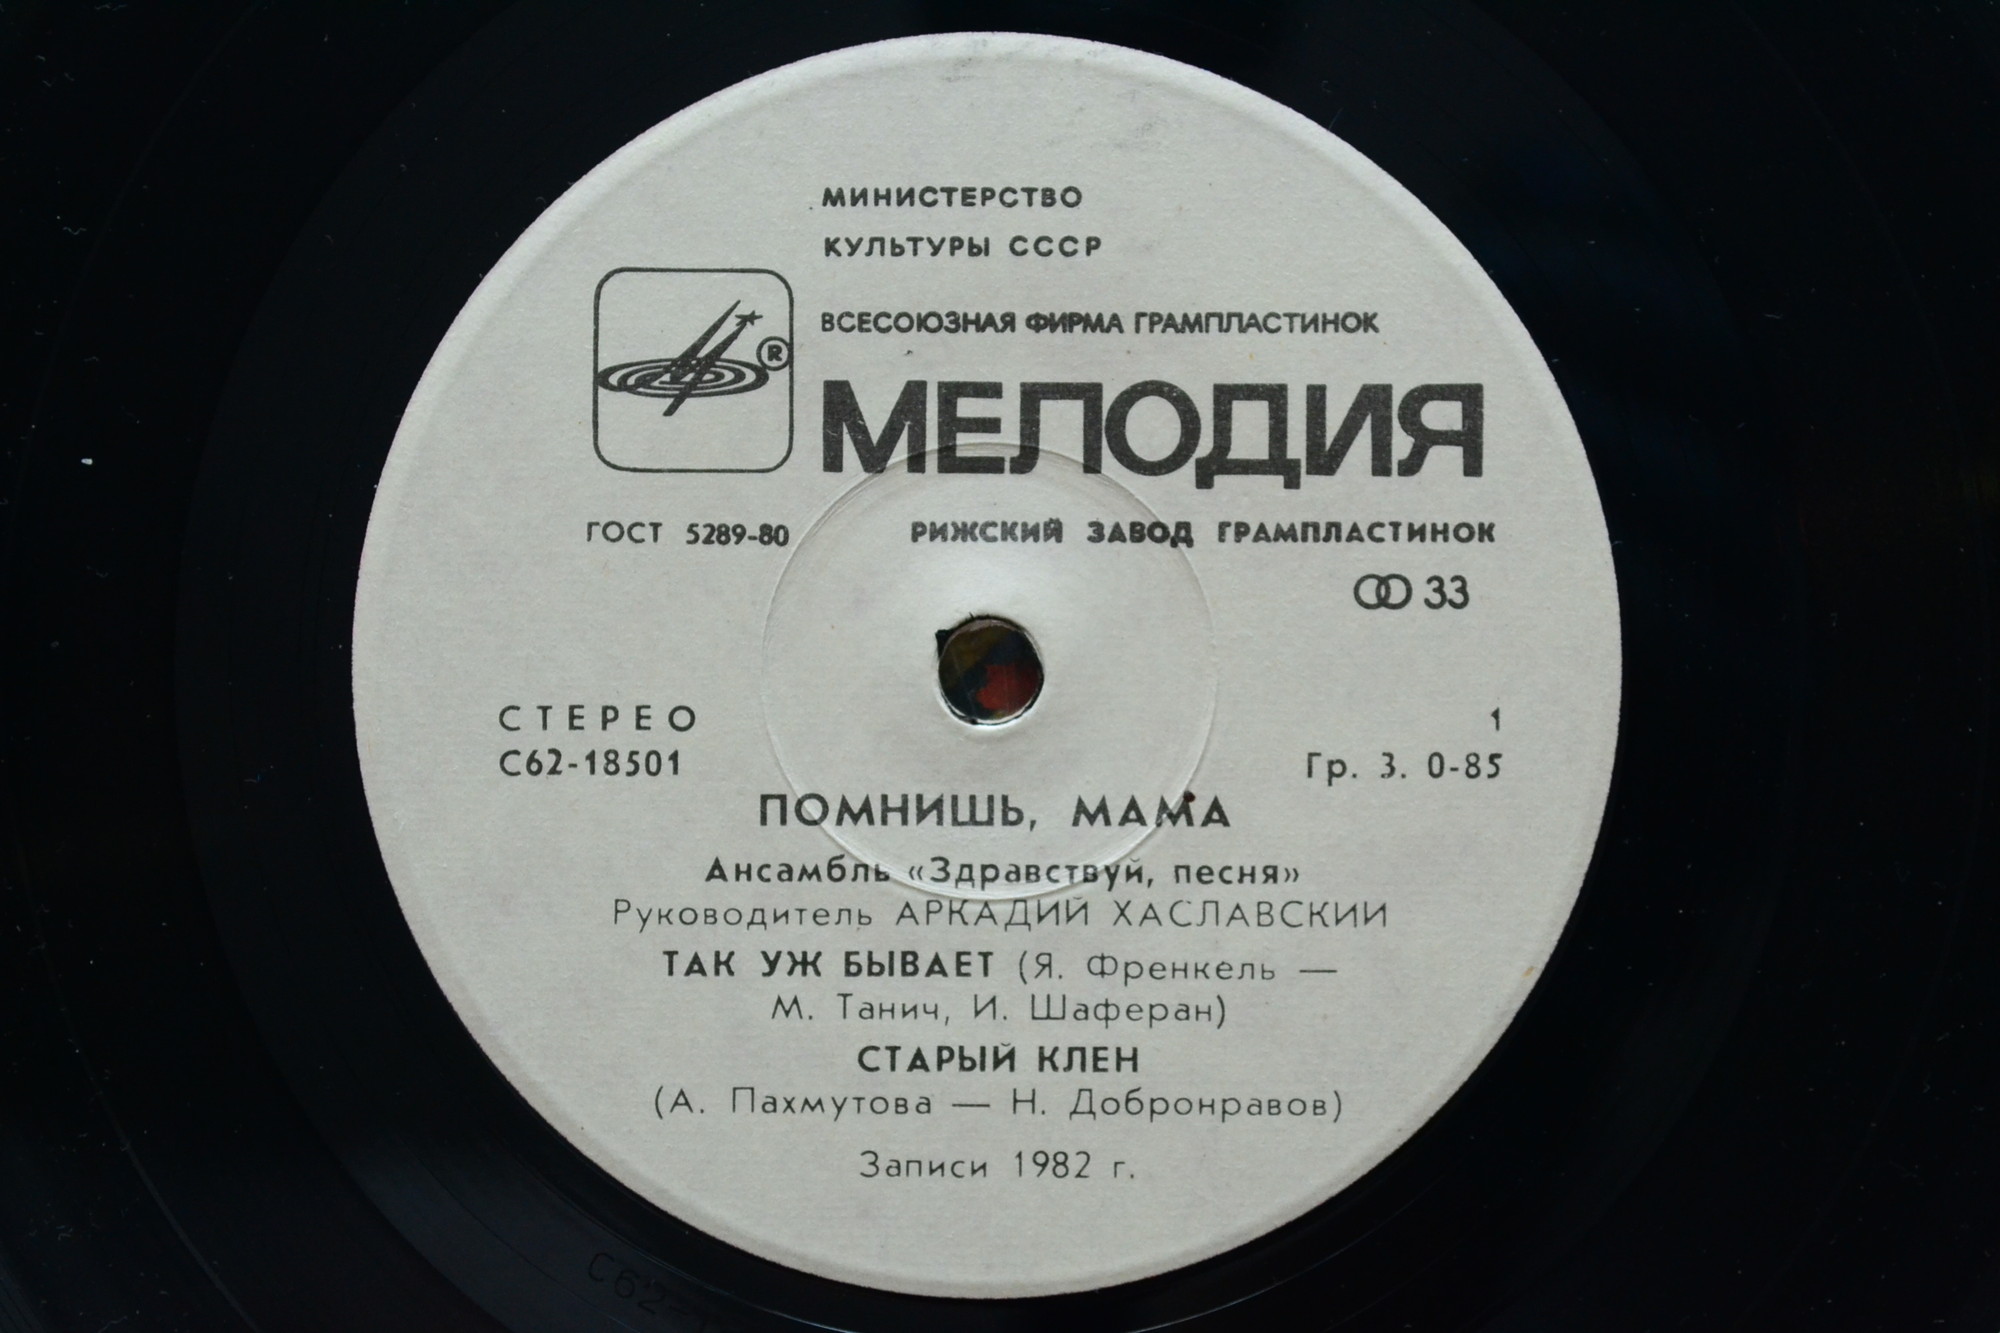 МИНИСТЕРСТВО
КУЛЬТУРЫ СССР
ВСЕСОЮЗНАЯ ФИРМА ГРАМПЛАСТИНОК
®
МЕЛОДИЯ
ГОСТ 5289-80
РИЖСКИЙ ЗАВОД ГРАМПЛАСТИНОК
33
СТЕРЕО
1
С62-18501
Гр. 3. 0-85
ПОМНИШЬ, МАМА
Ансамбль «Здравствуй, песня»
Руководитель АРКАДИЙ ХАСЛАВСКИИ
ТАК УЖ БЫВАЕТ (Я. Френкель —
М. Танич, И. Шаферан)
СТАРЫЙ КЛЕН
(А. Пахмутова — Н. Добронравов)
Записи 1982 г.